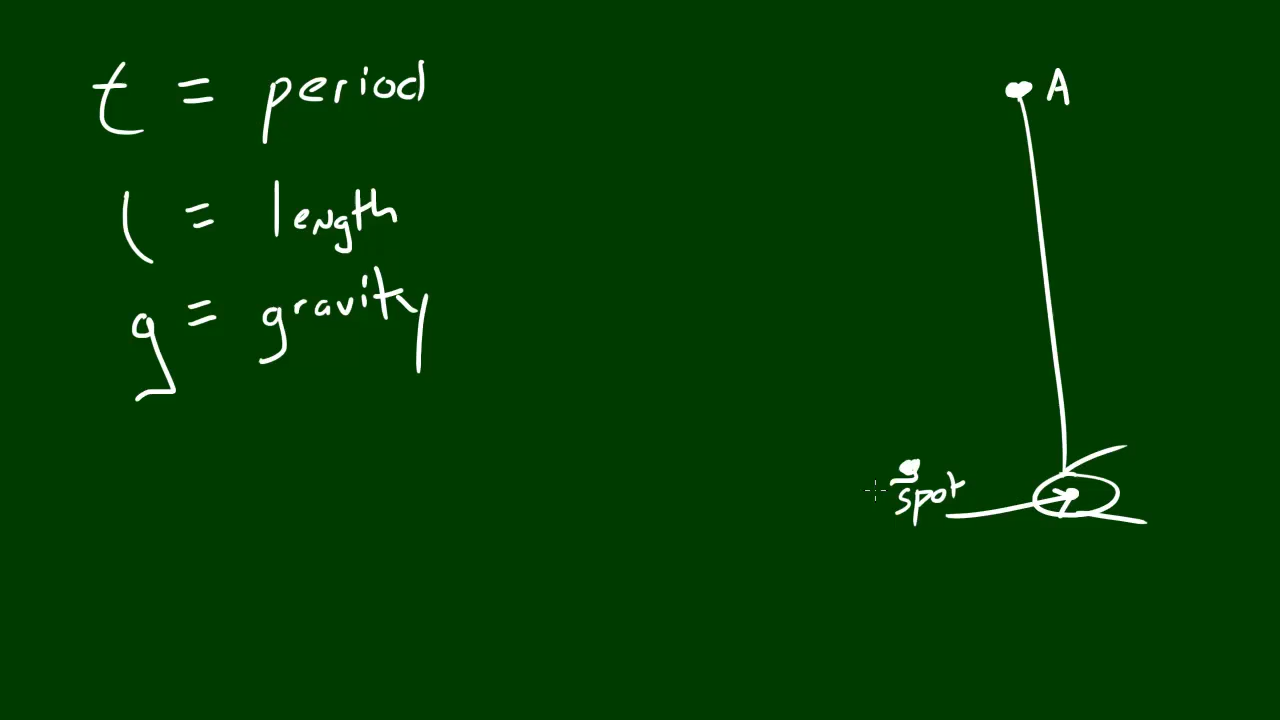 t = period
l = length
g = gravity
A
spot